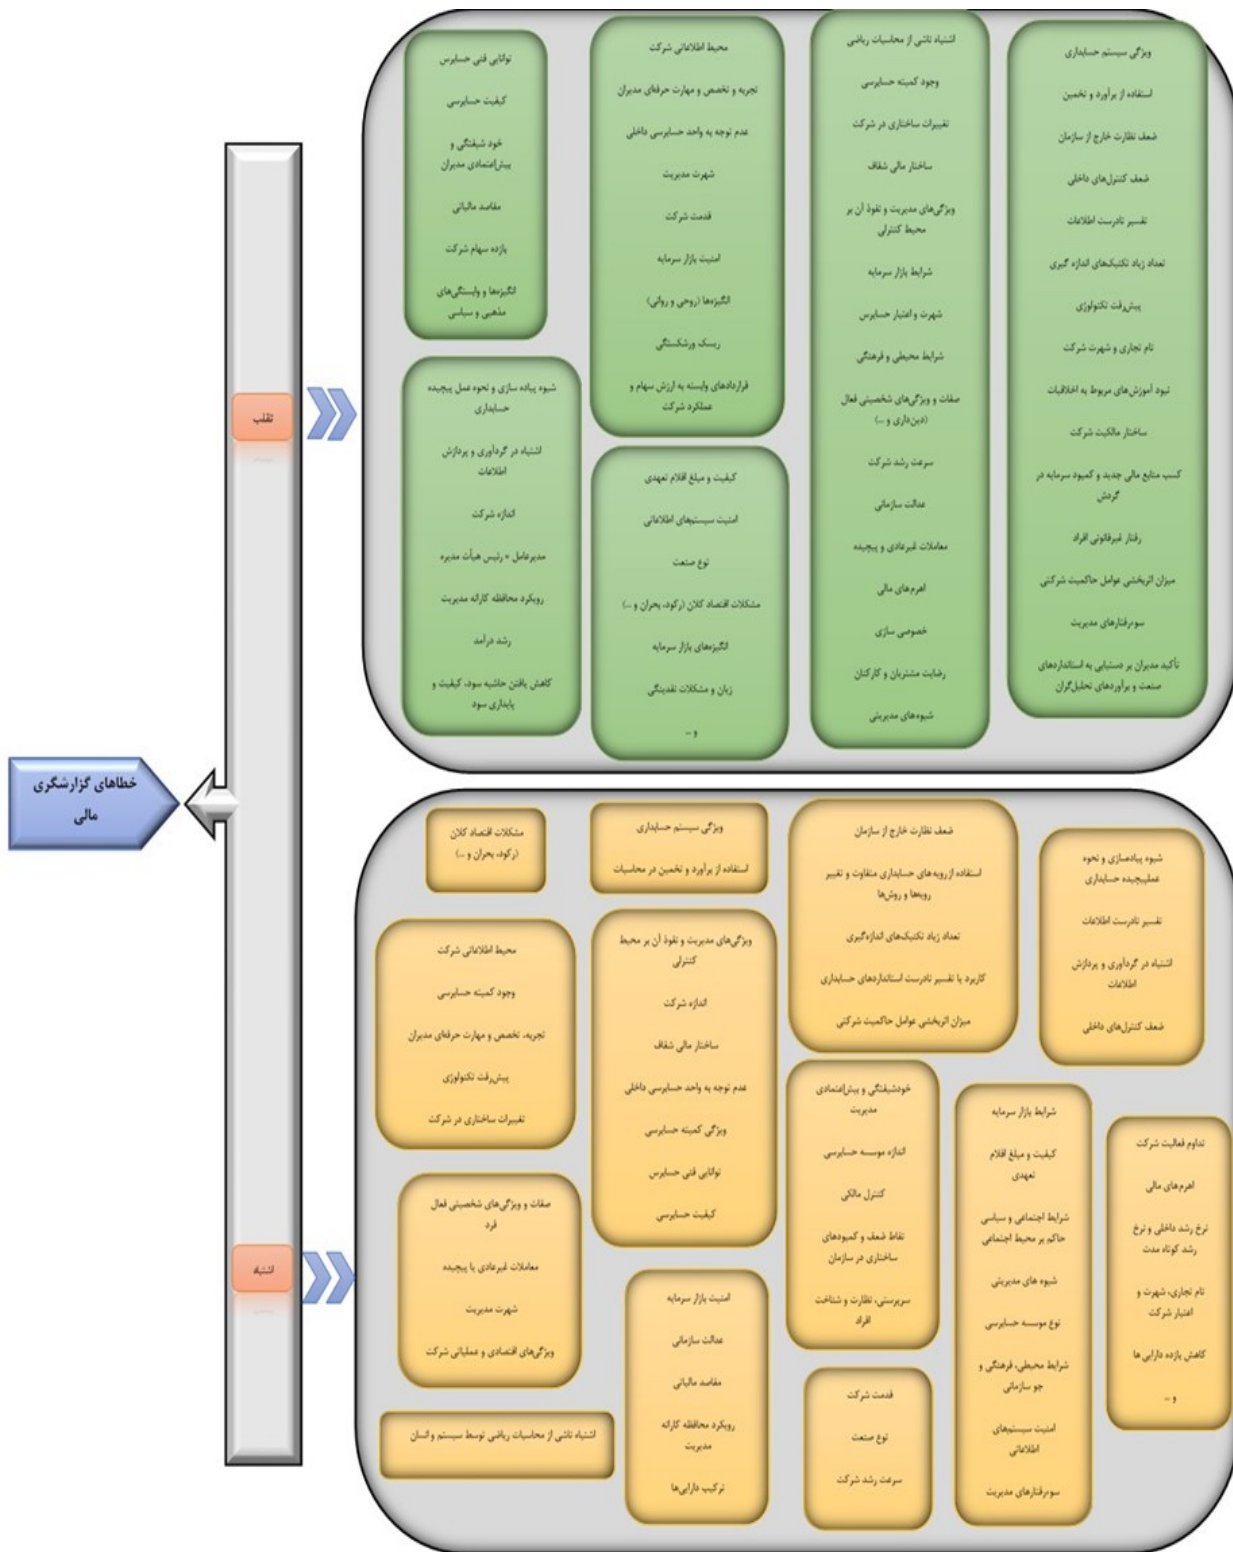 ویژگی سیستم حسابداری
استفاده از برآورد و تخمین
ضعف نظارت خارج از سازمان
ضعف کنترل‌های داخلی
تفسیر نادرست اطلاعات
تعداد زیاد تکنیک‌های اندازه گیری
پیش‌رفت تکنولوژی
نام تجاری و شهرت شرکت
نبود آموزش‌های مربوط به اخلاقیات
ساختار مالکیت شرکت
کسب منابع مالی جدید و کمبود سرمایه در
گردش
رفتار غیرقانونی افراد
میزان اثربخشی عوامل حاکمیت شرکتی
سوءرفتارهای مدیریت
تأکید مدیران بر دستیابی به استانداردهای
صنعت و برآوردهای تحلیل‌گران
اشتباه ناشی از محاسبات ریاضی
وجود کمیته حسابرسی
تغییرات ساختاری در شرکت
ساختار مالی شفاف
ویژگی‌های مدیریت و نفوذ آن بر
محیط کنترلی
شرایط بازار سرمایه
شهرت و اعتبار حسابرس
شرایط محیطی و فرهنگی
صفات و ویژگی‌های شخصیتی فعال
(دین‌داری و ...)
سرعت رشد شرکت
عدالت سازمانی
معاملات غیرعادی و پیچیده
اهرم‌های مالی
خصوصی سازی
رضایت مشتریان و کارکنان
شیوه‌های مدیریتی
محیط اطلاعاتی شرکت
تجربه و تخصص و مهارت حرفه‌ای مدیران
عدم توجه به واحد حسابرسی داخلی
شهرت مدیریت
قدمت شرکت
امنیت بازار سرمایه
انگیزه‌ها (روحی و روانی)
ریسک ورشکستگی
قراردادهای وابسته به ارزش سهام و
عملکرد شرکت
کیفیت و مبلغ اقلام تعهدی
امنیت سیستم‌های اطلاعاتی
نوع صنعت
مشکلات اقتصاد کلان (رکود، بحران و ...)
انگیزه‌های بازار سرمایه
زیان و مشکلات نقدینگی
و ...
توانایی فنی حسابرس
کیفیت حسابرسی
خود شیفتگی و
بیش‌اعتمادی مدیران
مقاصد مالیاتی
بازده سهام شرکت
انگیزه‌ها و وابستگی‌های
مذهبی و سیاسی
شیوه پیاده سازی و نحوه عمل پیچیده
حسابداری
اشتباه در گردآوری و پردازش
اطلاعات
اندازه شرکت
مدیرعامل = رئیس هیأت مدیره
رویکرد محافظه کارانه مدیریت
رشد درآمد
کاهش یافتن حاشیه سود، کیفیت و
پایداری سود
تقلب
خطاهای گزارشگری
مالی
شیوه پیاده‌سازی و نحوه
عملپیچیده حسابداری
تفسیر نادرست اطلاعات
اشتباه در گردآوری و پردازش
اطلاعات
ضعف کنترل‌های داخلی
ضعف نظارت خارج از سازمان
استفاده از رویه‌های حسابداری متفاوت و تغییر
رویه‌ها و روش‌ها
تعداد زیاد تکنیک‌های اندازه‌گیری
کاربرد یا تفسیر نادرست استانداردهای حسابداری
میزان اثربخشی عوامل حاکمیت شرکتی
ویژگی سیستم حسابداری
استفاده از برآورد و تخمین در محاسبات
مشکلات اقتصاد کلان
(رکود، بحران و ...)
ویژگی‌های مدیریت و نفوذ آن بر محیط
کنترلی
اندازه شرکت
ساختار مالی شفاف
عدم توجه به واحد حسابرسی داخلی
ویژگی کمیته حسابرسی
توانایی فنی حسابرس
کیفیت حسابرسی
محیط اطلاعاتی شرکت
وجود کمیته حسابرسی
تجربه، تخصص و مهارت حرفه‌ای مدیران
پیش‌رفت تکنولوژی
تغییرات ساختاری در شرکت
تداوم فعالیت شرکت
اهرم‌های مالی
نرخ رشد داخلی و نرخ
رشد کوتاه مدت
نام تجاری، شهرت و
اعتبار شرکت
کاهش بازده دارایی ها
و ...
شرایط بازار سرمایه
کیفیت و مبلغ اقلام
تعهدی
شرایط اجتماعی و سیاسی
حاکم بر محیط اجتماعی
شیوه های مدیریتی
نوع موسسه حسابرسی
شرایط محیطی، فرهنگی و
جو سازمانی
امنیت سیستم‌های
اطلاعاتی
سوءرفتارهای مدیریت
خودشیفتگی و بیش‌اعتمادی
مدیریت
اندازه موسسه حسابرسی
کنترل مالکی
نقاط ضعف و کمبودهای
ساختاری در سازمان
سرپرستی، نظارت و شناخت
افراد
قدمت شرکت
نوع صنعت
سرعت رشد شرکت
امنیت بازار سرمایه
عدالت سازمانی
مقاصد مالیاتی
رویکرد محافظه کارانه
مدیریت
ترکیب دارایی‌ها
صفات و ویژگی‌های شخصیتی فعال
فرد
معاملات غیرعادی یا پیچیده
شهرت مدیریت
ویژگی‌های اقتصادی و عملیاتی شرکت
اشتباه ناشی از محاسبات ریاضی توسط سیستم و انسان
اشتباه